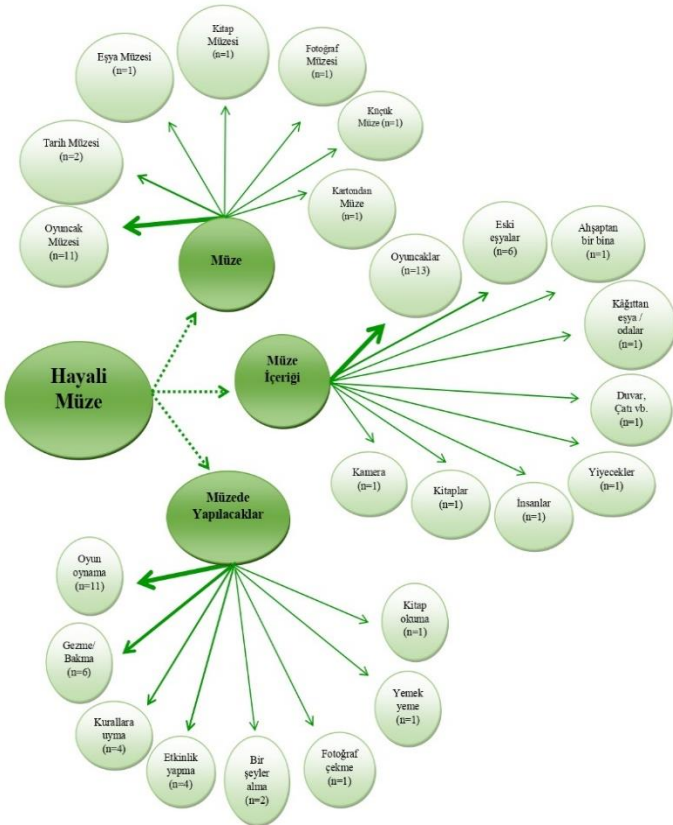 Kitap
Müzesi
(n=1)
Eşya Müzesi
(n=1)
Fotoğraf
Müzesi
(n=1)
Küçük
Müze (n=1)
Tarih Müzesi
(n=2)
Kartondan
Müze
(n=1)
Oyuncak
Müzesi
(n=11)
Müze
Oyuncaklar
(n=13)
Eski
eşyalar
(n=6)
Ahşaptan
bir bina
(n=1)
Kâğıttan
eşya /
odalar
(n=1)
Hayali
Müze
Müze
İçeriği
Duvar,
Çatı vb.
(n=1)
Yiyecekler
(n=1)
Kamera
(n=1)
Kitaplar
(n=1)
İnsanlar
(n=1)
Müzede
Yapılacaklar
Oyun
oynama
(n=11)
Gezme/
Bakma
(n=6)
Kurallara
uyma
(n=4)
Etkinlik
yapma
(n=4)
Bir
şeyler
alma
(n=2)
Fotoğraf
çekme
(n=1)
Yemek
yeme
(n=1)
Kitap
okuma
(n=1)